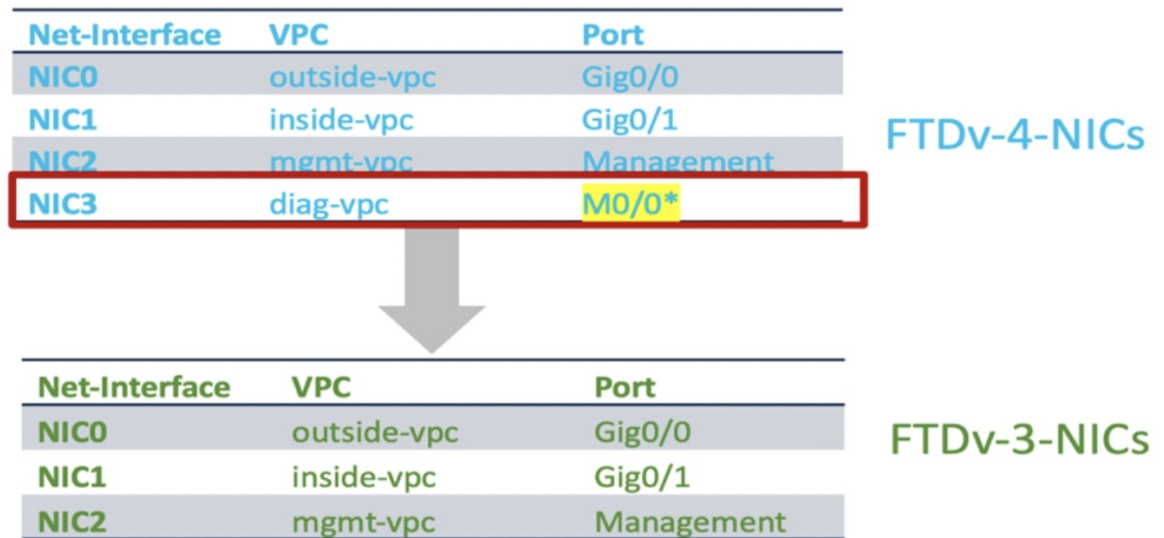 Net-Interface VPC Port
NIC0 outside-vpc Gig0/0
NIC1 inside-vpc Gig0/1
FTDv-4-NICs
NIC2 mgmt-vpc Management
NIC3 diag-vpc M0/0*
Net-Interface VPC Port
NIC0 outside-vpc Gig0/0
FTDv-3-NICs
NIC1 inside-vpc Gig0/1
NIC2 mgmt-vpc Management